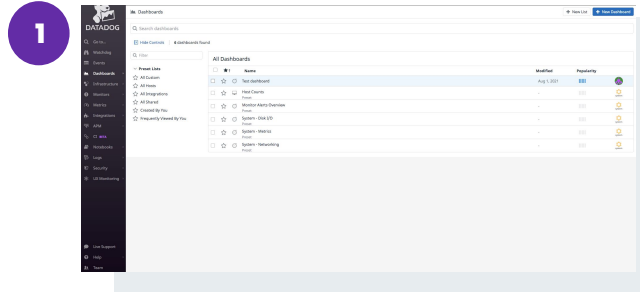 1
DATADOG
Go to...
Watchdog
Events
Dashboards
Infrastructure
Monitors
Metrics
Integrations
APM
CI
Notebooks
Logs
Security
UX Monitoring
Live Support
Help
Team
Dashboards
+ New List
+ New Dashboard
Search dashboards
Hide Controls
6 dashboards found
Filter
Preset Lists
All Custom
All Hosts
All Integrations
All Shared
Created By You
Frequently Viewed By You
All Dashboards
Name Modified Popularity
Test dashboard Aug 1, 2021
Host Counts
Preset
Monitor Alerts Overview
Preset
System - Disk I/O
Preset
System - Metrics
Preset
System - Networking
Preset